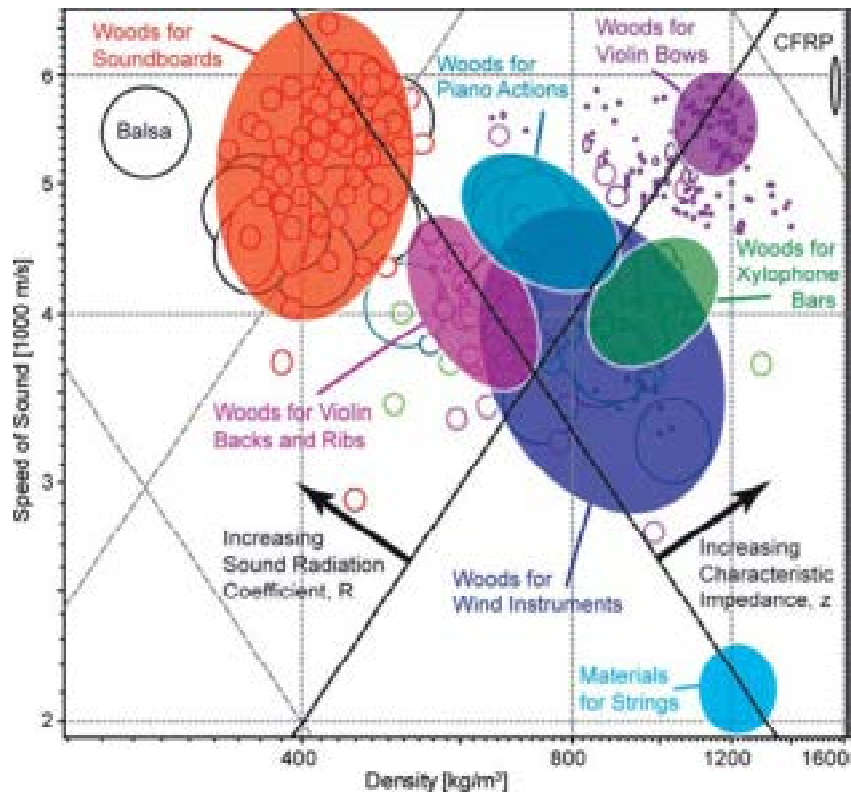 Woods for
Soundboards
Woods for
Piano Actions
Woods for
Violin Bows
CFRP
Balsa
Woods for
Xylophone
Bars
Woods for Violin
Backs and Ribs
Increasing
Sound Radiation
Coefficient, R
Woods for
Wind Instruments
Increasing
Characteristic
Impedance, z
Materials
for Strings
Speed of Sound [1000 m/s]
6
5
4
3
2
400
800
1200
1600
Density [kg/m³]